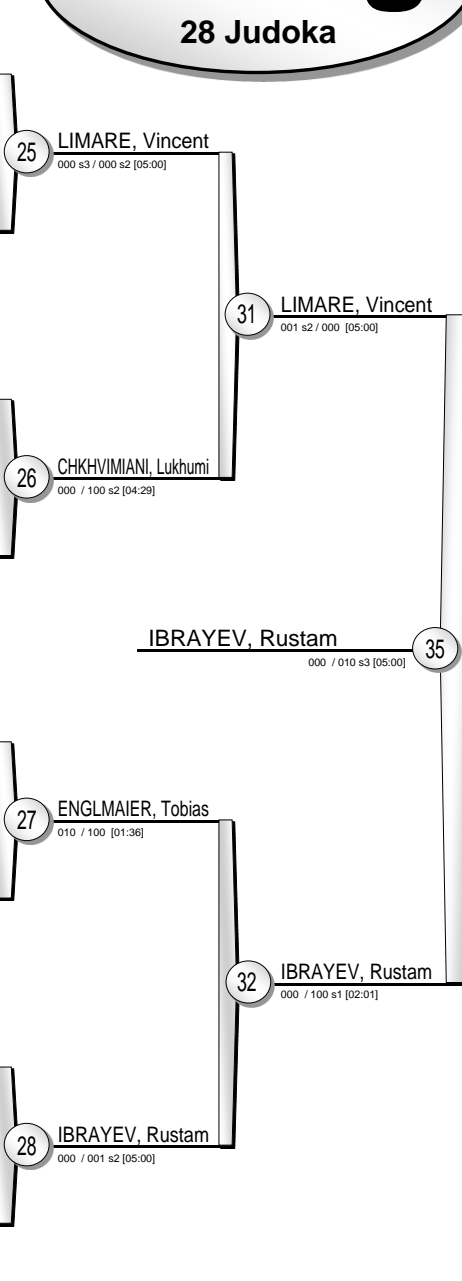 28 Judoka
25
LIMARE, Vincent
000 s3 / 000 s2 [05:00]
31
LIMARE, Vincent
001 s2 / 000 [05:00]
26
CHKHVIMIANI, Lukhumi
000 / 100 s2 [04:29]
IBRAYEV, Rustam
35
000 / 010 s3 [05:00]
27
ENGLMAIER, Tobias
010 / 100 [01:36]
32
IBRAYEV, Rustam
000 / 100 s1 [02:01]
28
IBRAYEV, Rustam
000 / 001 s2 [05:00]